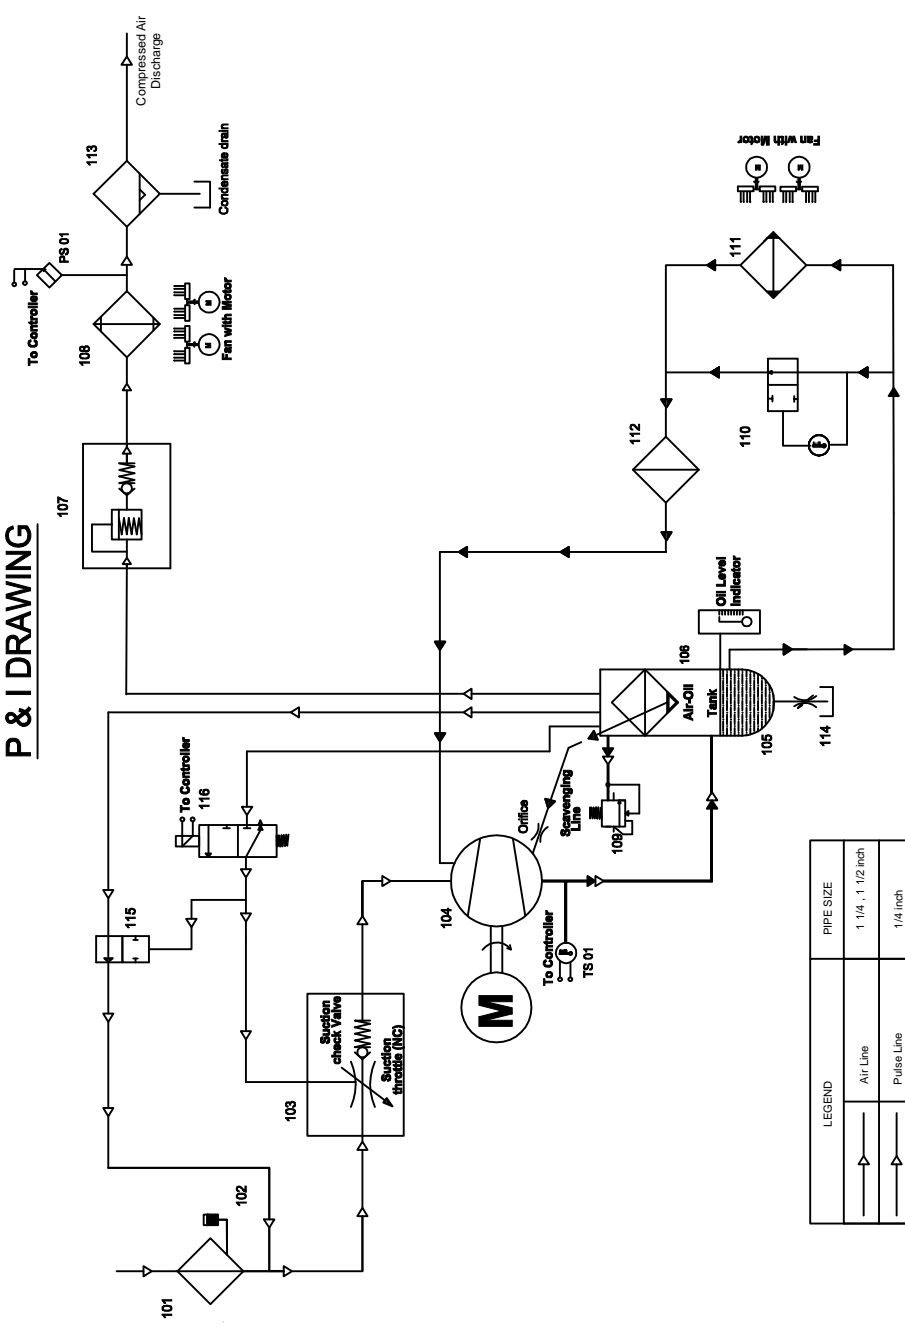 P & I DRAWING
Compressed Air
Discharge
113
Condensate drain
PS 01
To Controller
108
M
M
Fan with Motor
107
Fan with Motor
M
M
111
110
112
Oil Level
Indicator
106
Air-Oil
Tank
105
114
To Controller
116
Scavenging
Line
Orifice
109
115
104
M
To Controller
TS 01
Suction
check Valve
Suction
throttle (NC)
103
102
101
LEGEND
PIPE SIZE
Air Line
1 1/4 , 1 1/2 inch
Pulse Line
1/4 inch